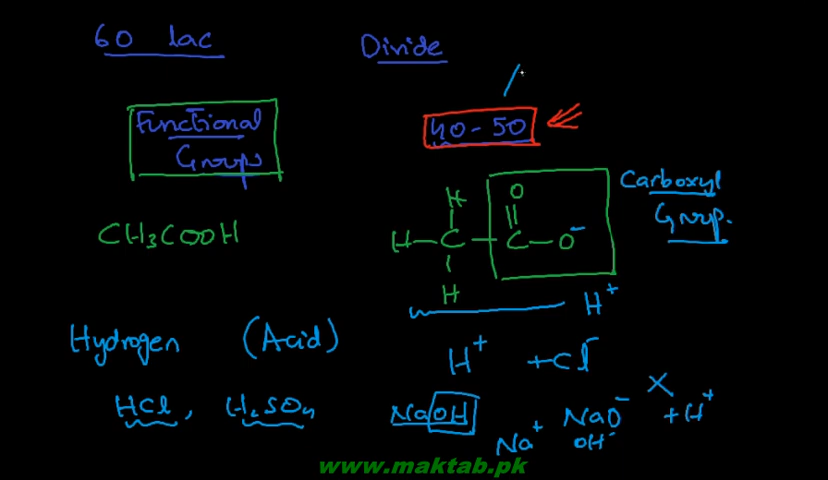 60 lac
Divide
Functional
Groups
40-50
Carboxyl
Group.
CH3COOH
H
O
H-C-C-O-
H
H+
Hydrogen (Acid)
H+ + Cl-
HCl, H2SO4
NaOH
Na+
NaO-
OH-
X
+ H+
www.maktab.pk